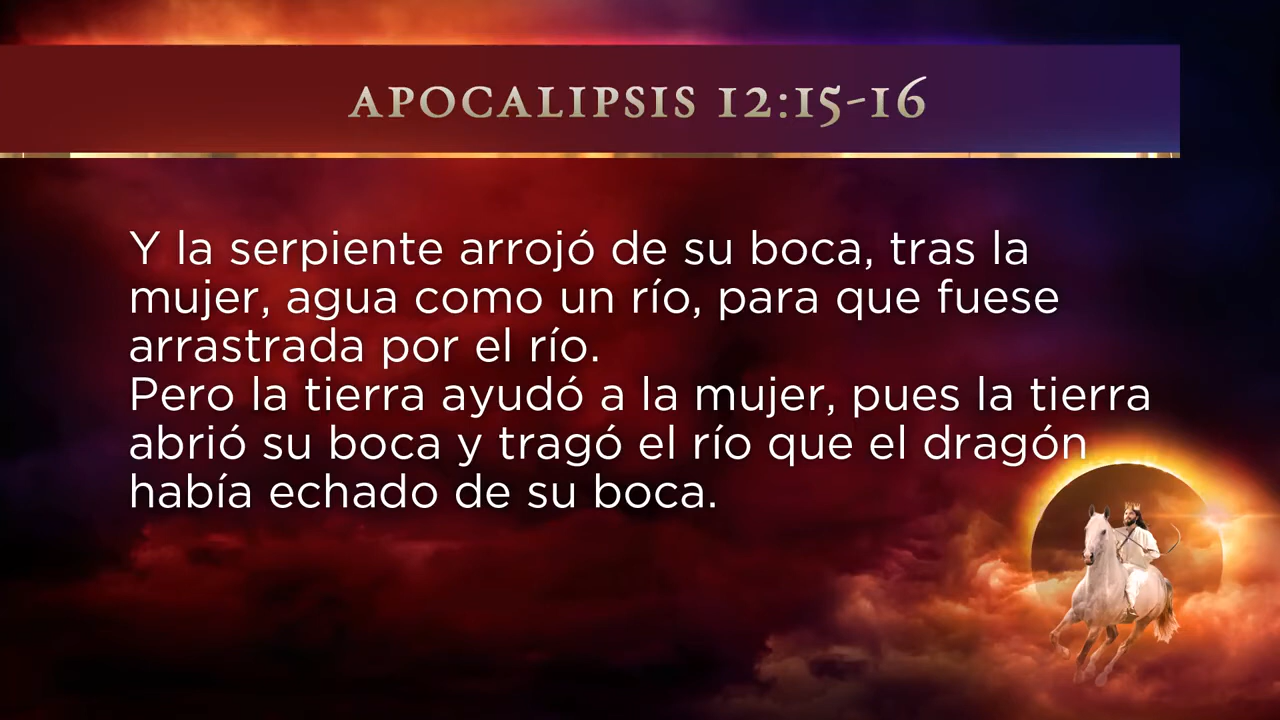 APOCALIPSIS 12:15-16
Y la serpiente arrojó de su boca, tras la
mujer, agua como un río, para que fuese
arrastrada por el río.
Pero la tierra ayudó a la mujer, pues la tierra
abrió su boca y tragó el río que el dragón
había echado de su boca.